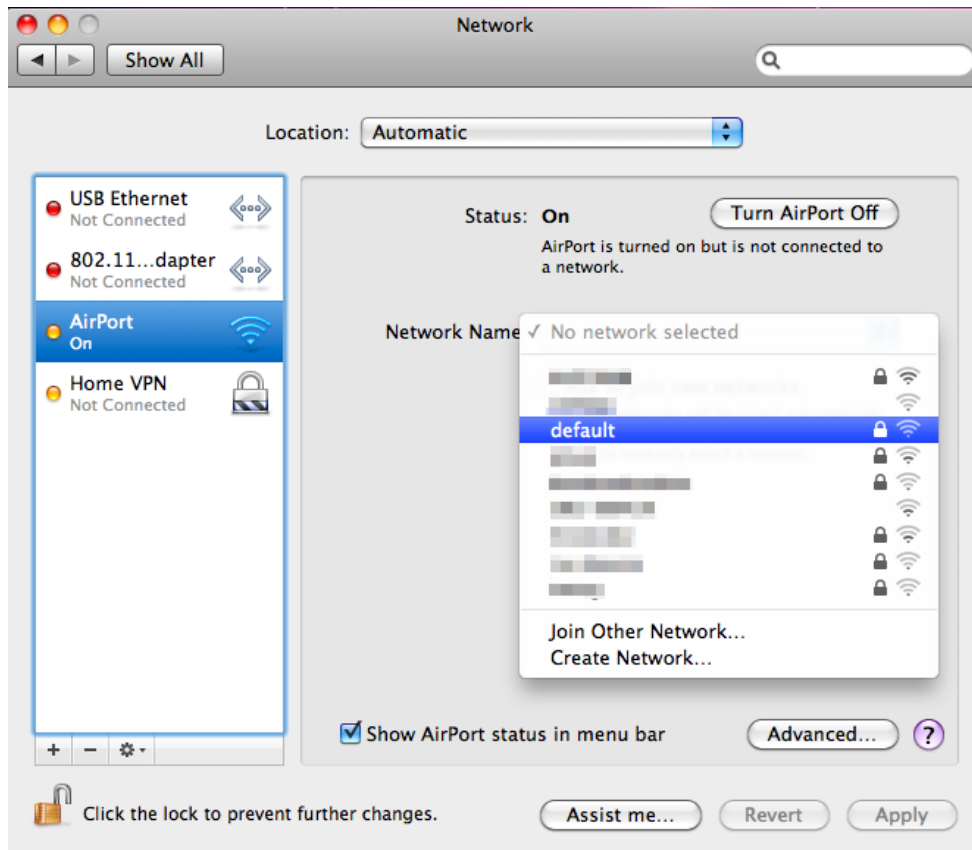 Network
Show All
Location: Automatic
USB Ethernet
Not Connected
802.11...dapter
Not Connected
AirPort
On
Home VPN
Not Connected
Status: On
Turn AirPort Off
AirPort is turned on but is not connected to
a network.
Network Name
✓ No network selected
default
Join Other Network...
Create Network...
Show AirPort status in menu bar
Advanced...
?
Click the lock to prevent further changes.
Assist me...
Revert
Apply